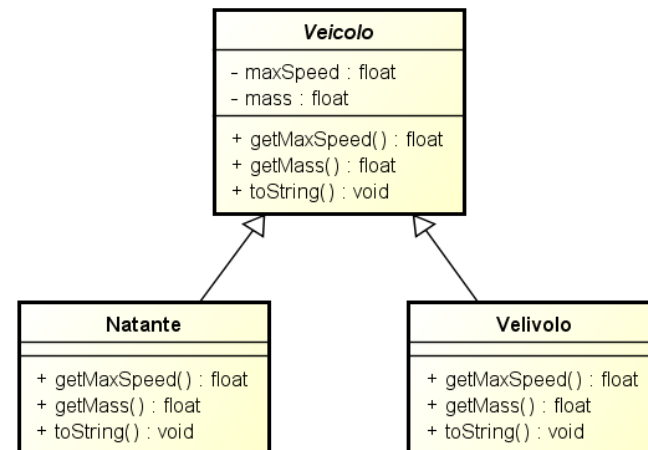 Veicolo
- maxSpeed : float
- mass : float
+ getMaxSpeed() : float
+ getMass() : float
+ toString() : void
Natante
+ getMaxSpeed() : float
+ getMass() : float
+ toString() : void
Velivolo
+ getMaxSpeed() : float
+ getMass() : float
+ toString() : void